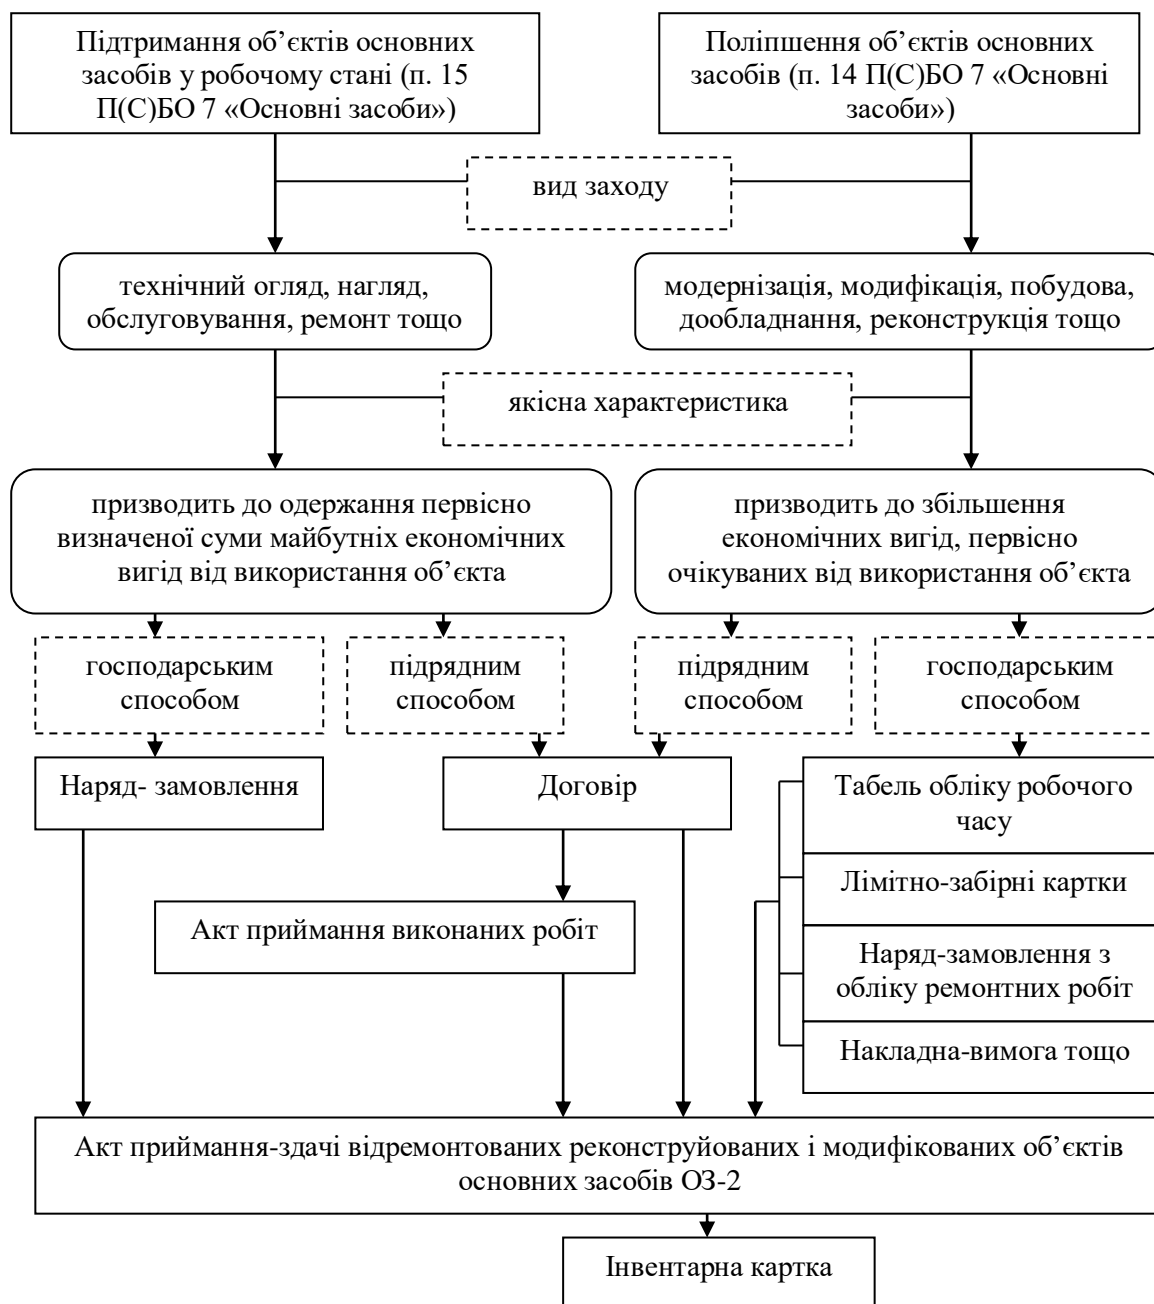 Підтримання об’єктів основних
засобів у робочому стані (п. 15
П(С)БО 7 «Основні засоби»)
Поліпшення об’єктів основних
засобів (п. 14 П(С)БО 7 «Основні
засоби»)
вид заходу
технічний огляд, нагляд,
обслуговування, ремонт тощо
модернізація, модифікація, побудова,
дообладнання, реконструкція тощо
якісна характеристика
призводить до одержання первісно
визначеної суми майбутніх економічних
вигід від використання об’єкта
призводить до збільшення
економічних вигід, первісно
очікуваних від використання об’єкта
господарським
способом
підрядним
способом
підрядним
способом
господарським
способом
Наряд- замовлення
Договір
Табель обліку робочого
часу
Лімітно-забірні картки
Акт приймання виконаних робіт
Наряд-замовлення з
обліку ремонтних робіт
Накладна-вимога тощо
Акт приймання-здачі відремонтованих реконструйованих і модифікованих об’єктів
основних засобів ОЗ-2
Інвентарна картка